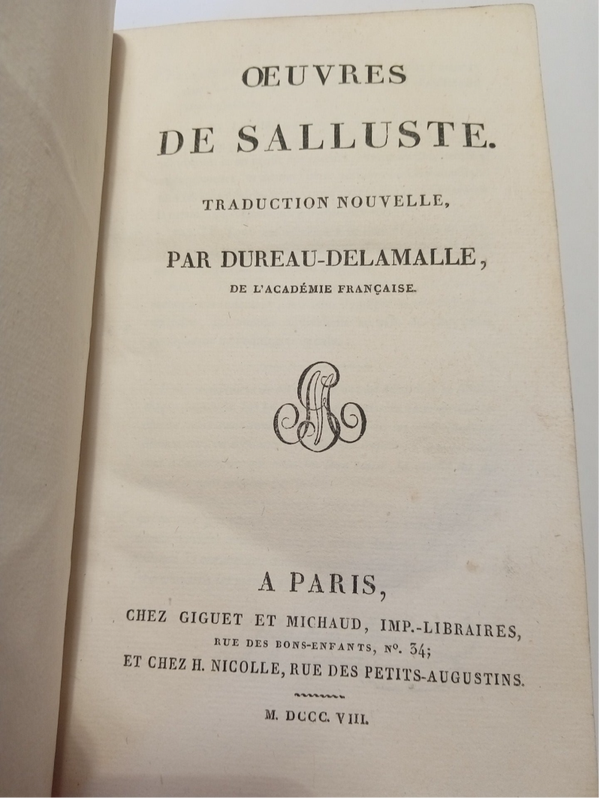 ŒUVRES
DE SALLUSTE.
TRADUCTION NOUVELLE,
PAR DUREAU-DELAMALLE,
DE L'ACADÉMIE FRANÇAISE.
A PARIS,
CHEZ GIGUET ET MICHAUD, IMP.-LIBRAIRES,
RUE DES BONS-ENFANTS, Nº. 34;
ET CHEZ H. NICOLLE, RUE DES PETITS-AUGUSTINS.
M. DCCC. VIII.